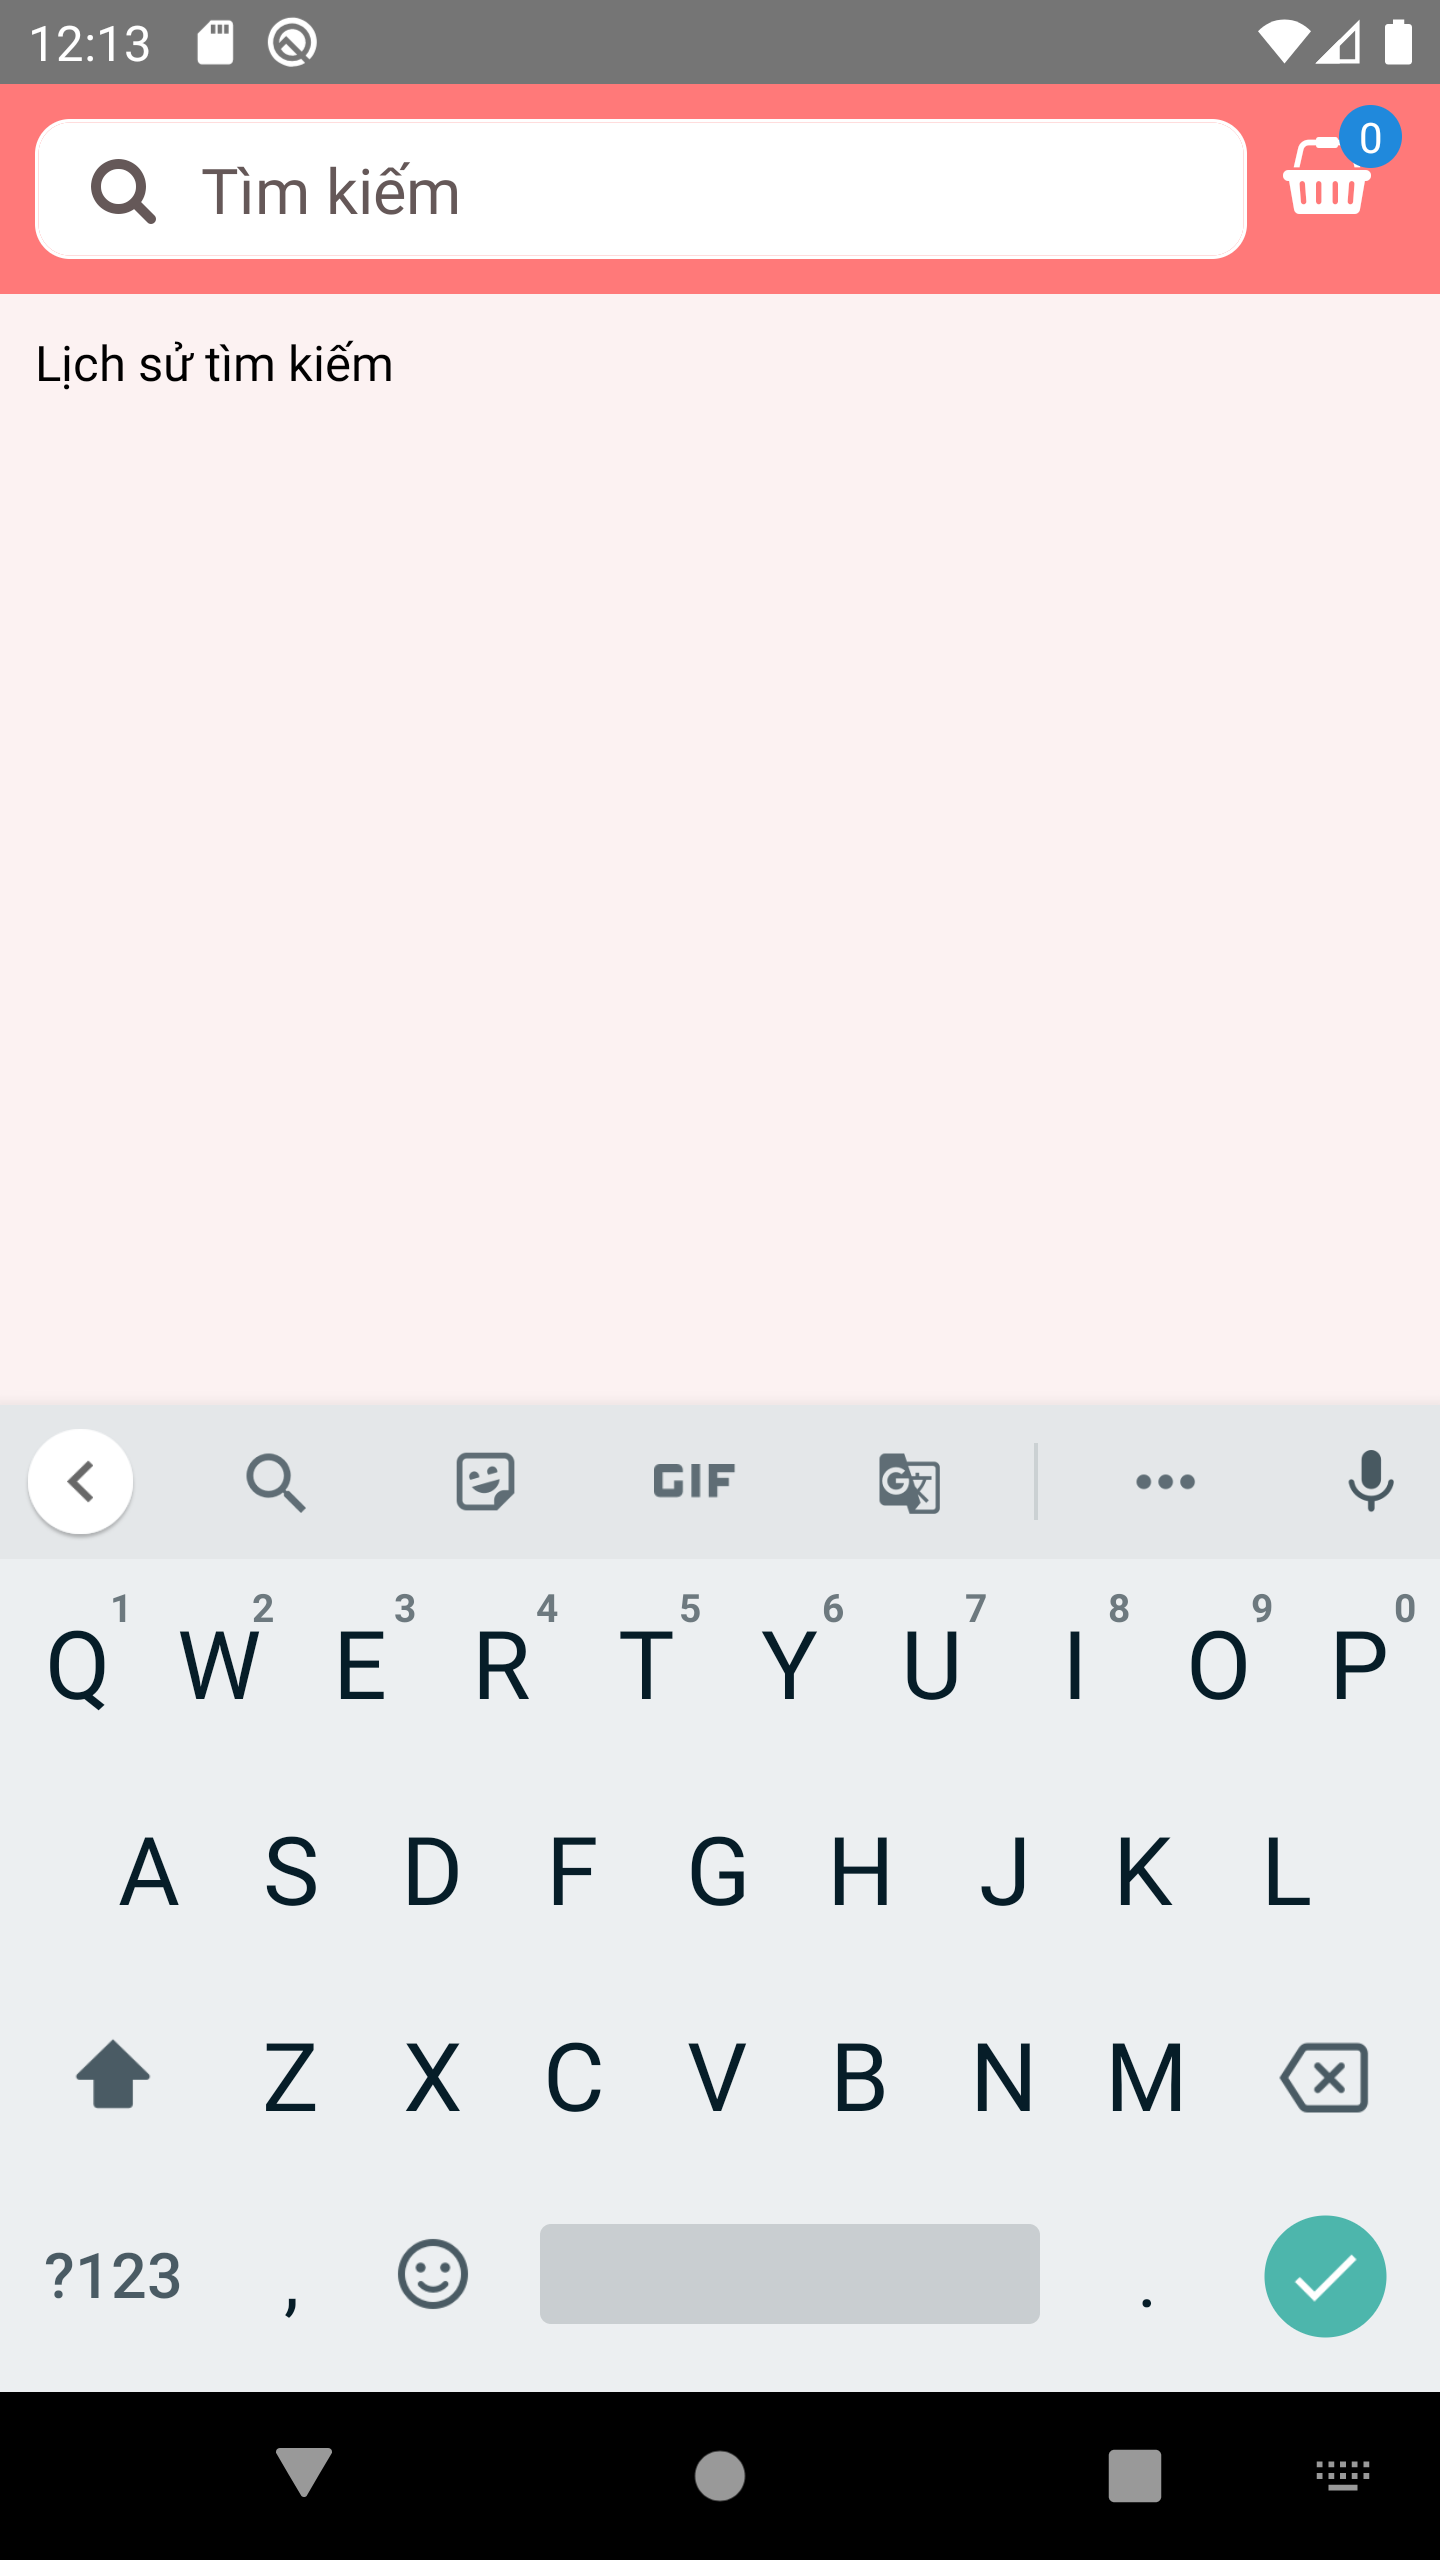 12:13
Tìm kiếm
0
Lịch sử tìm kiếm
GIF
G 文
1 2 3 4 5 6 7 8 9 0
Q W E R T Y U I O P
A S D F G H J K L
Z X C V B N M
?123 , .